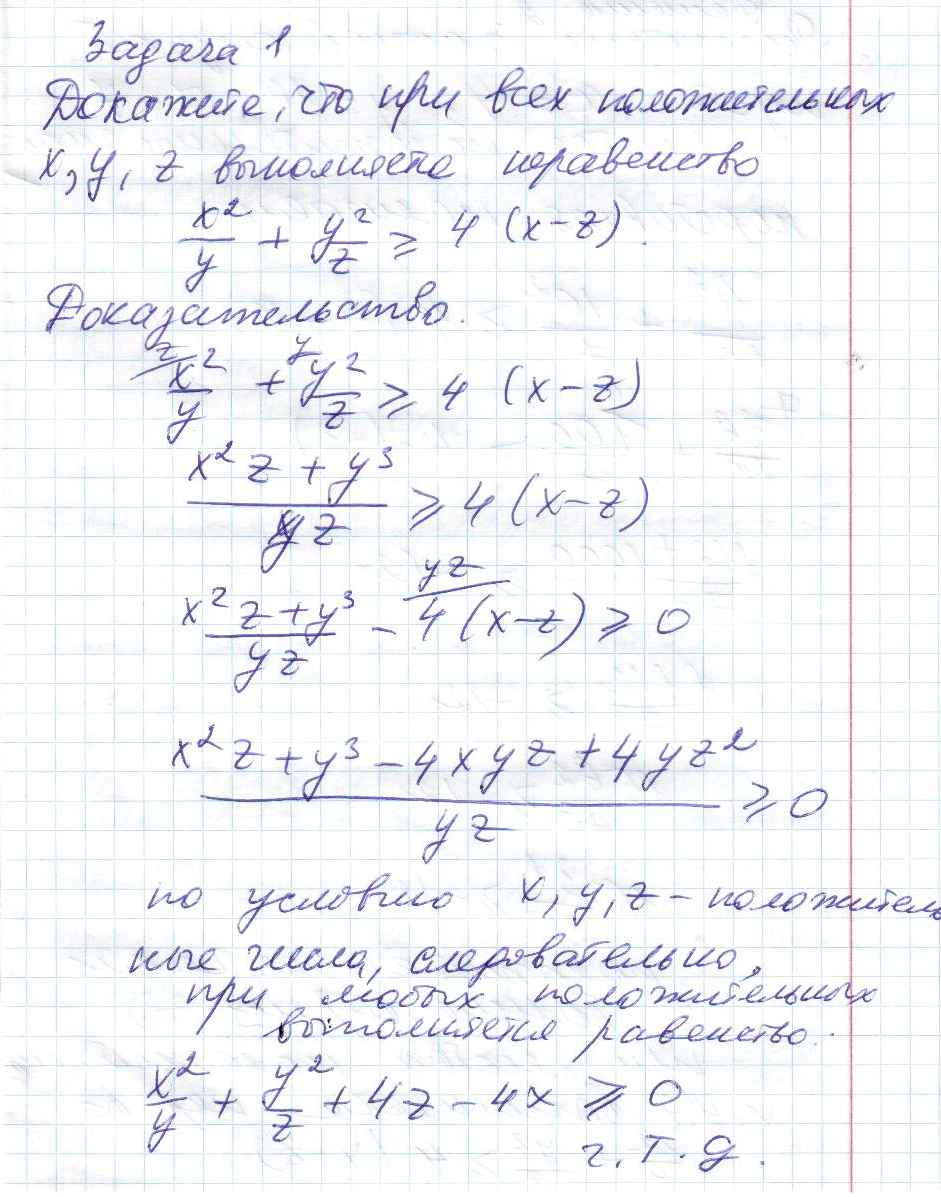 Задача 1
Докажите, что при всех положительных
x, y, z выполняется неравенство
x²/y + y²/z ≥ 4 (x-z).
Доказательство.
z x²/y + y y²/z ≥ 4 (x-z)
(x²z + y³)/(yz) ≥ 4 (x-z)
(x²z + y³)/(yz) - yz 4(x-z) ≥ 0
(x²z + y³ - 4xyz + 4yz²)/(yz) ≥ 0
по условию x, y, z - положитель
ные числа, следовательно,
при любых положительных
выполняется равенство.
x²/y + y²/z + 4z - 4x ≥ 0
ч.т.д.